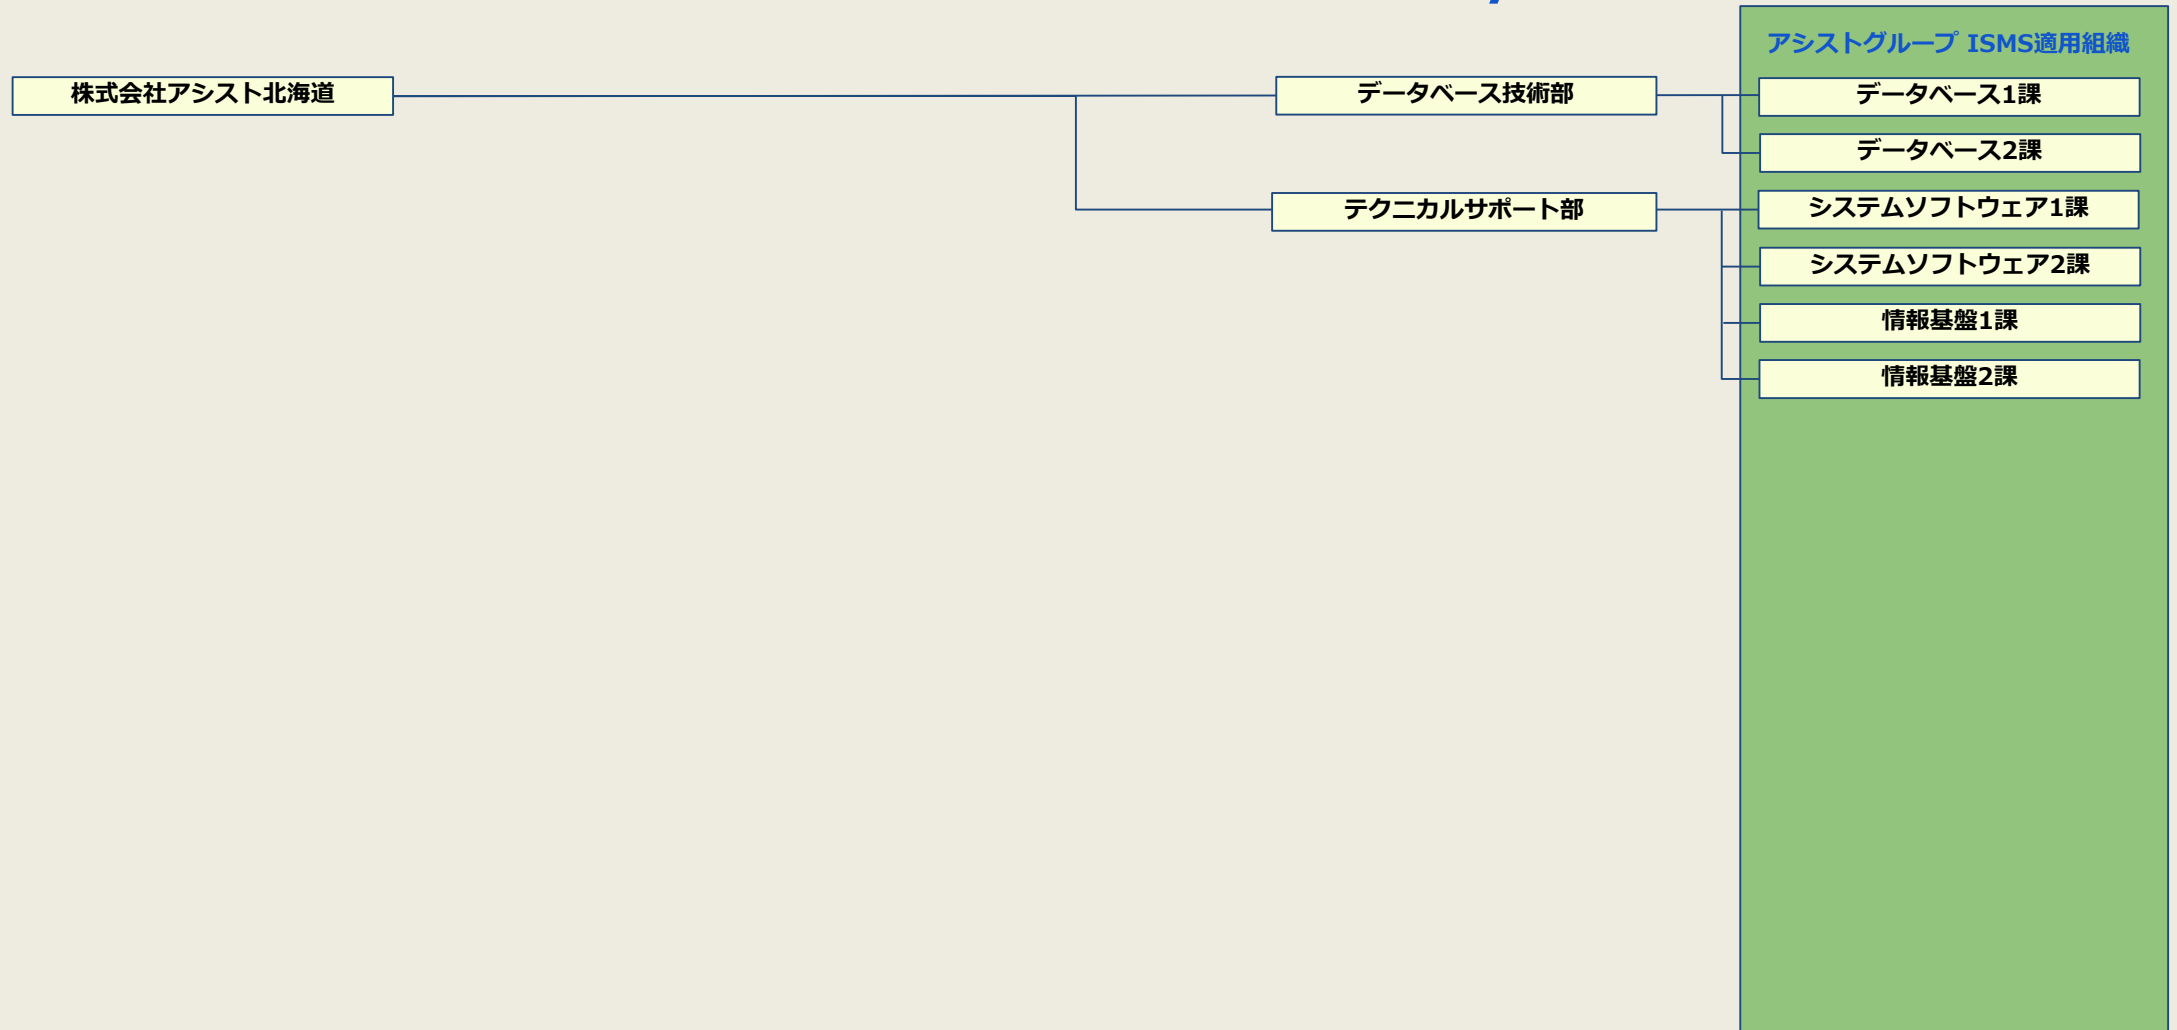 アシストグループ ISMS適用組織
株式会社アシスト北海道
データベース技術部
データベース1課
データベース2課
テクニカルサポート部
システムソフトウェア1課
システムソフトウェア2課
情報基盤1課
情報基盤2課